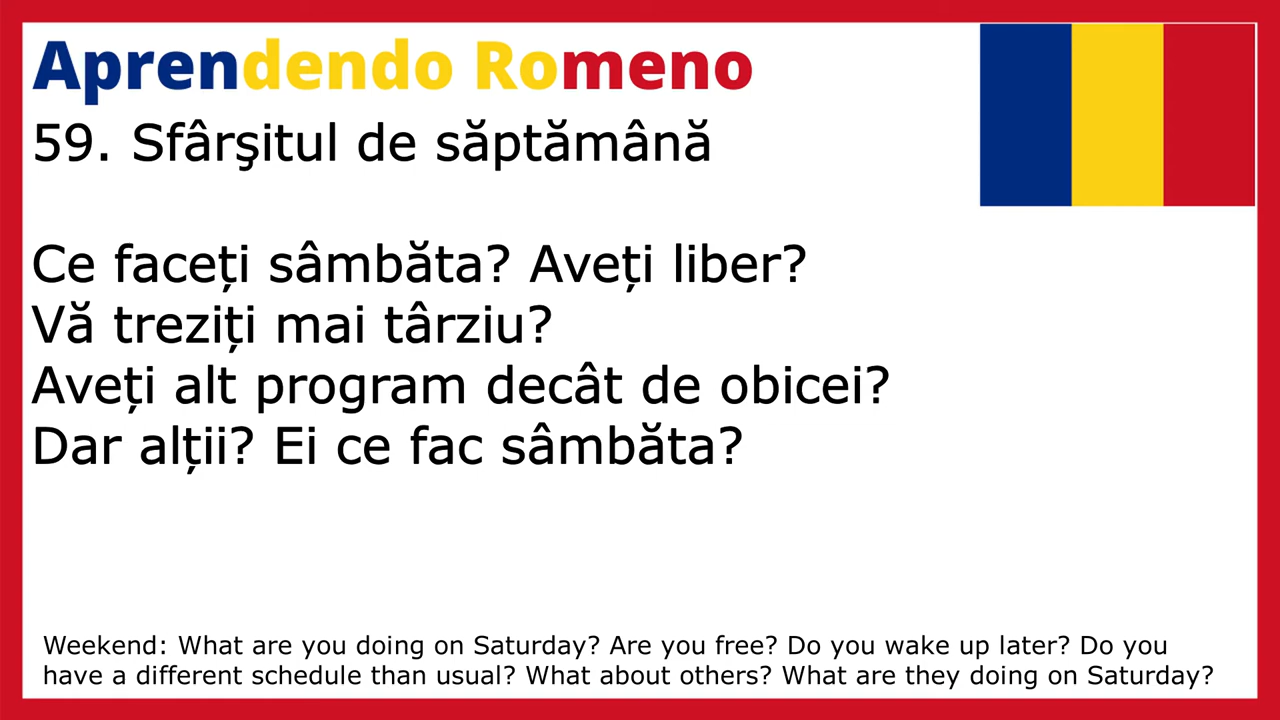 Aprendendo Romeno
59. Sfârşitul de săptămână
Ce faceți sâmbăta? Aveți liber?
Vă treziți mai târziu?
Aveți alt program decât de obicei?
Dar alții? Ei ce fac sâmbăta?
Weekend: What are you doing on Saturday? Are you free? Do you wake up later? Do you
have a different schedule than usual? What about others? What are they doing on Saturday?